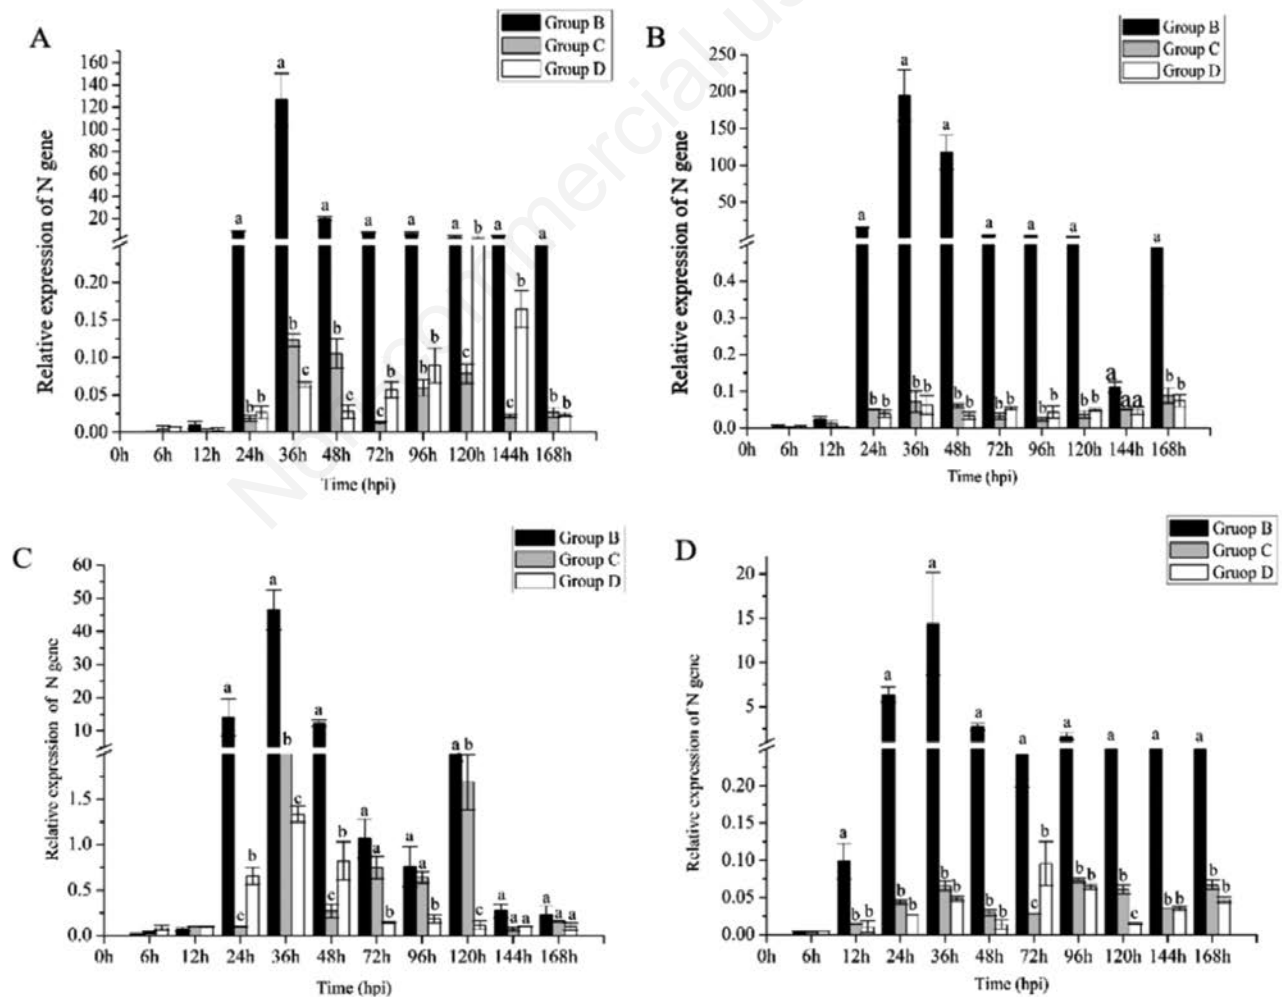 A
Group B
Group C
Group D
Relative expression of N gene
160
140
120
100
80
60
40
20
0.20
0.15
0.10
0.05
0.00
a a a a a a a b a a
b b b c b c c b b b c c b b b
0h 6h 12h 24h 36h 48h 72h 96h 120h 144h 168h
Time (hpi)
B
Group B
Group C
Group D
Relative expression of N gene
250
200
150
100
50
0.4
0.3
0.2
0.1
0.0
a a a a a a a a
b b b b b b b b b b b b a a b b
0h 6h 12h 24h 36h 48h 72h 96h 120h 144h 168h
Time (hpi)
C
Group B
Group C
Group D
Relative expression of N gene
60
50
40
30
20
10
1.5
1.0
0.5
0.0
a a a a a a a a
c b b c c b a b a b b c a a a a
0h 6h 12h 24h 36h 48h 72h 96h 120h 144h 168h
Time (hpi)
D
Gruop B
Gruop C
Gruop D
Relative expression of N gene
20
15
10
5
0.20
0.15
0.10
0.05
0.00
a a a a a a a a a
b b b b b b b b c b b b b c b b b b
0h 6h 12h 24h 36h 48h 72h 96h 120h 144h 168h
Time (hpi)